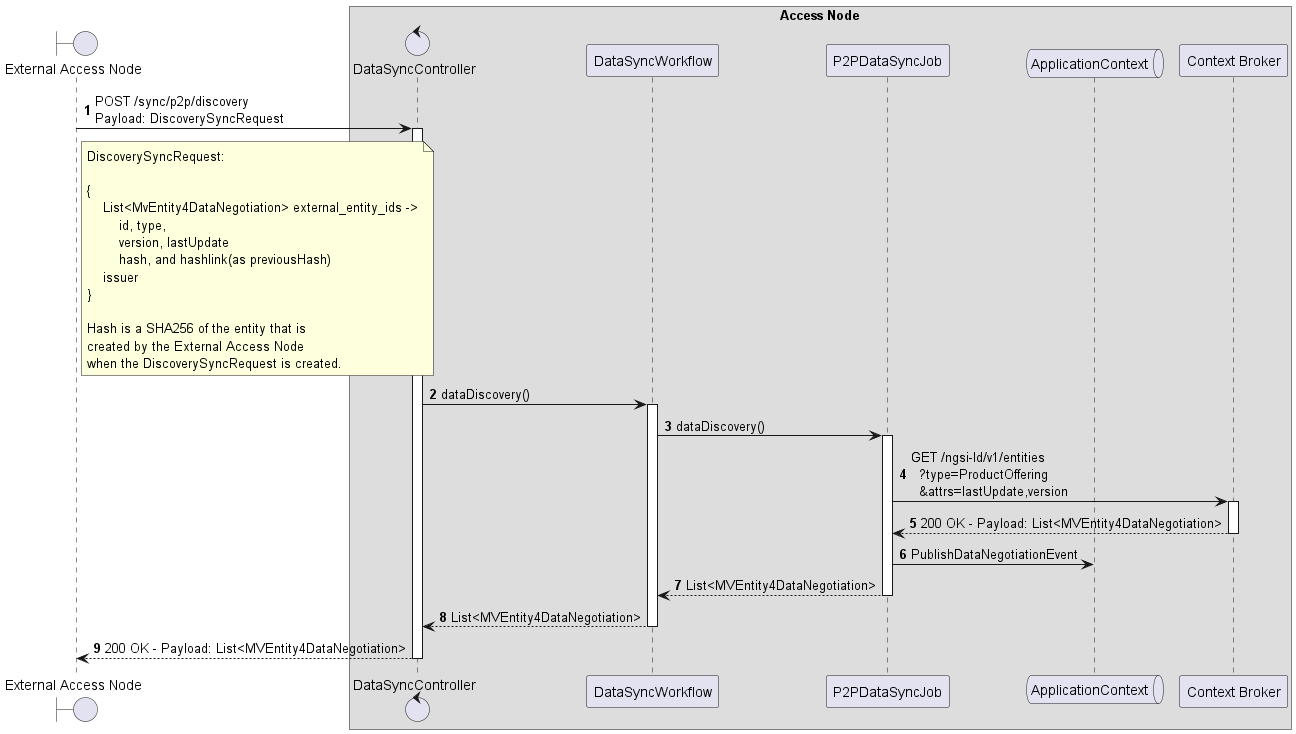 Access Node
External Access Node
DataSyncController
DataSyncWorkflow
P2PDataSyncJob
ApplicationContext
Context Broker
1 POST /sync/p2p/discovery
Payload: DiscoverySyncRequest
DiscoverySyncRequest:
{
List<MvEntity4DataNegotiation> external_entity_ids ->
id, type,
version, lastUpdate
hash, and hashlink(as previousHash)
issuer
}
Hash is a SHA256 of the entity that is
created by the External Access Node
when the DiscoverySyncRequest is created.
2 dataDiscovery()
3 dataDiscovery()
GET /ngsi-ld/v1/entities
4 ?type=ProductOffering
&attrs=lastUpdate,version
5 200 OK - Payload: List<MVEntity4DataNegotiation>
6 PublishDataNegotiationEvent
7 List<MVEntity4DataNegotiation>
8 List<MVEntity4DataNegotiation>
9 200 OK - Payload: List<MVEntity4DataNegotiation>
External Access Node
DataSyncController
DataSyncWorkflow
P2PDataSyncJob
ApplicationContext
Context Broker